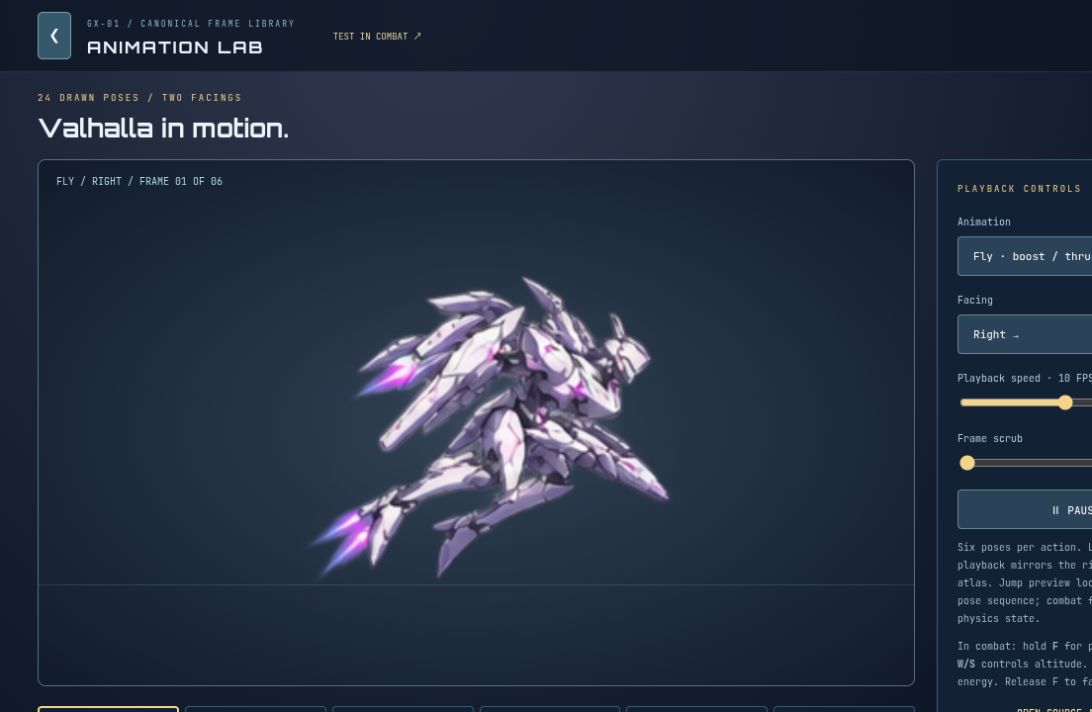 ❮
GX-01 / CANONICAL FRAME LIBRARY
ANIMATION LAB
TEST IN COMBAT ↗
24 DRAWN POSES / TWO FACINGS
Valhalla in motion.
FLY / RIGHT / FRAME 01 OF 06
PLAYBACK CONTROLS
Animation
Fly · boost / thru
Facing
Right →
Playback speed · 10 FPS
Frame scrub
⏸ PAUS
Six poses per action. L
playback mirrors the ri
atlas. Jump preview loo
pose sequence; combat f
physics state.
In combat: hold F for p
W/S controls altitude.
energy. Release F to fa